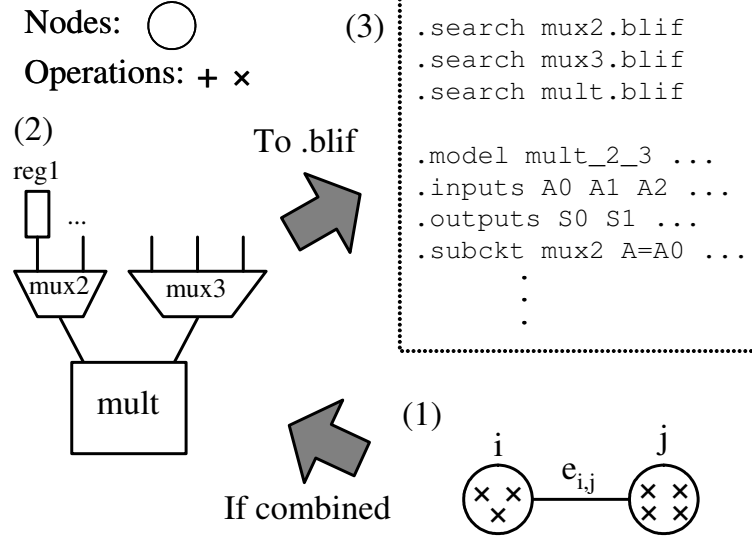 Nodes:
Operations: + ×
(2)
reg1
...
mux2
mux3
mult
To .blif
(3)
.search mux2.blif
.search mux3.blif
.search mult.blif
.model mult_2_3 ...
.inputs A0 A1 A2 ...
.outputs S0 S1 ...
.subckt mux2 A=A0 ...
.
.
.
(1)
i
j
e i,j
× × ×
× × × ×
If combined